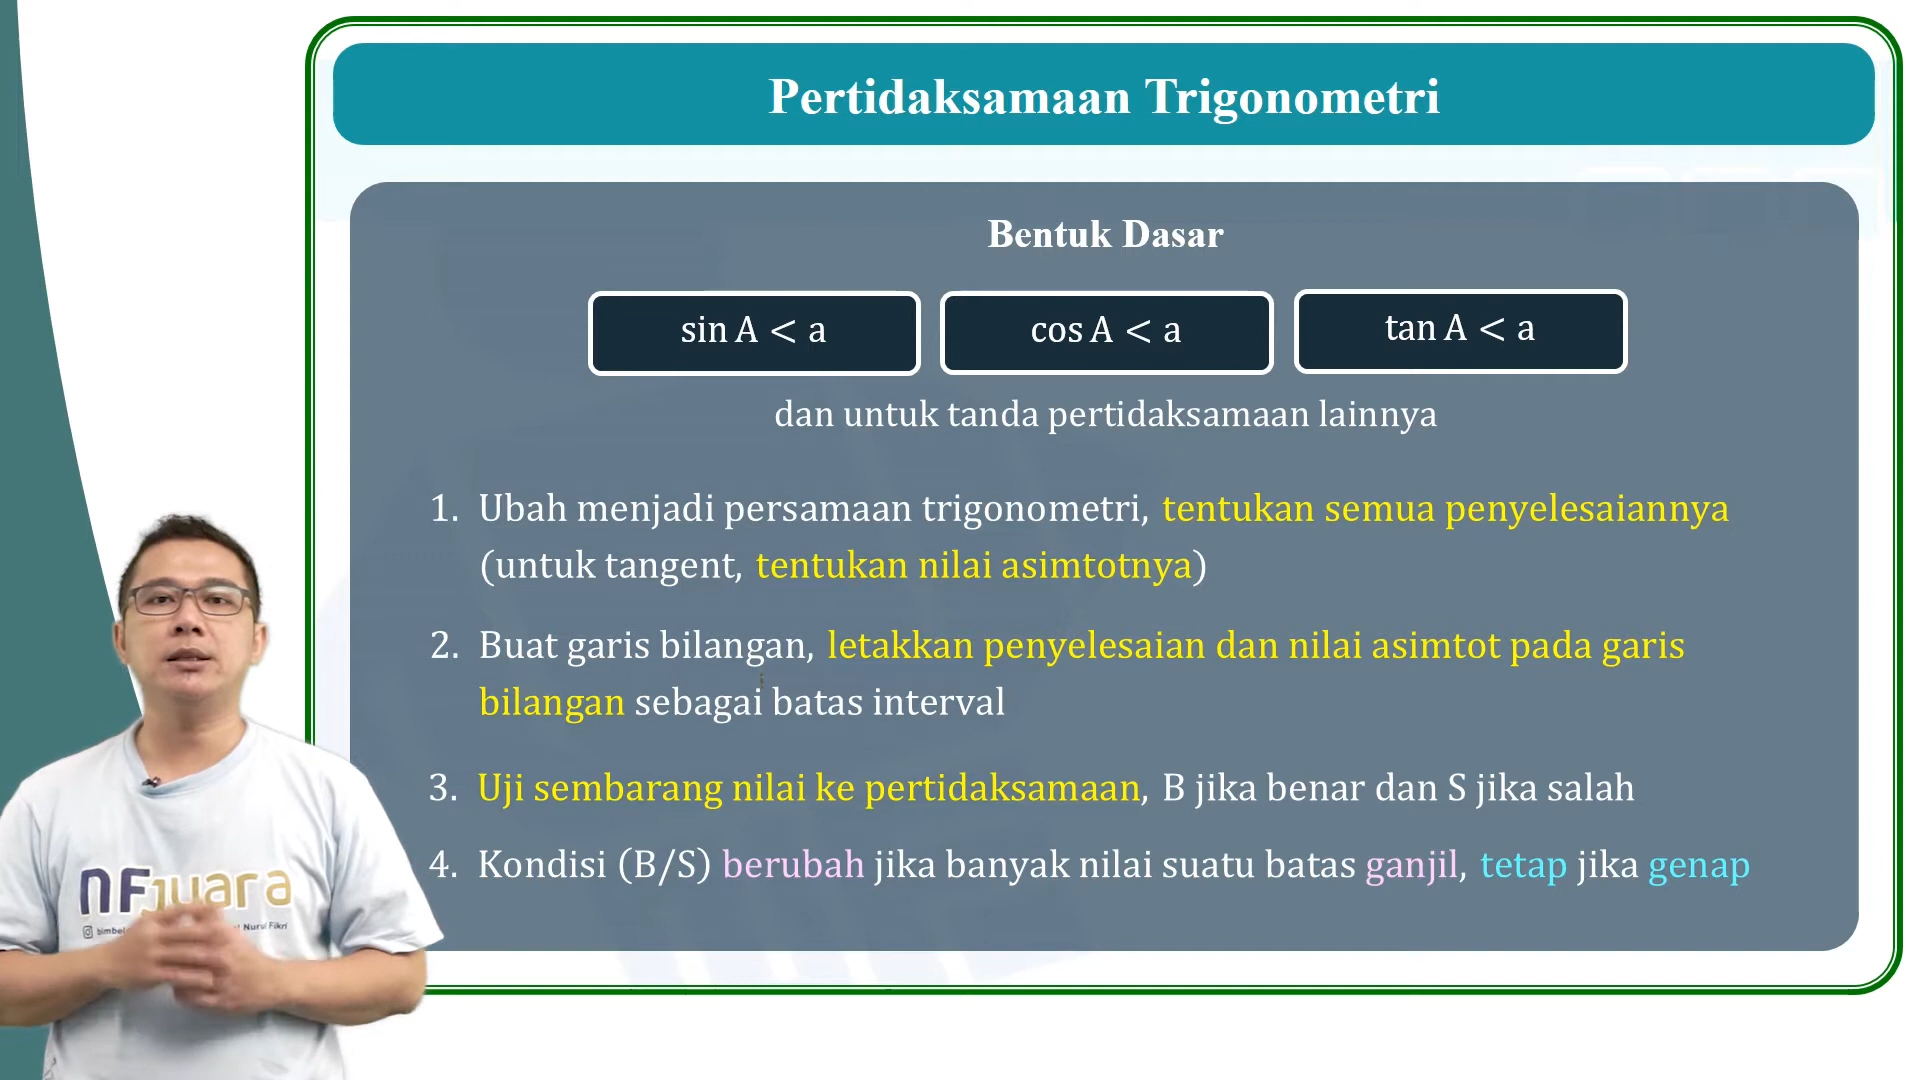 Pertidaksamaan Trigonometri
Bentuk Dasar
sin A < a
cos A < a
tan A < a
dan untuk tanda pertidaksamaan lainnya
1. Ubah menjadi persamaan trigonometri, tentukan semua penyelesaiannya
(untuk tangent, tentukan nilai asimtotnya)
2. Buat garis bilangan, letakkan penyelesaian dan nilai asimtot pada garis
bilangan sebagai batas interval
3. Uji sembarang nilai ke pertidaksamaan, B jika benar dan S jika salah
4. Kondisi (B/S) berubah jika banyak nilai suatu batas ganjil, tetap jika genap
nFjuara
Nurul Fikri